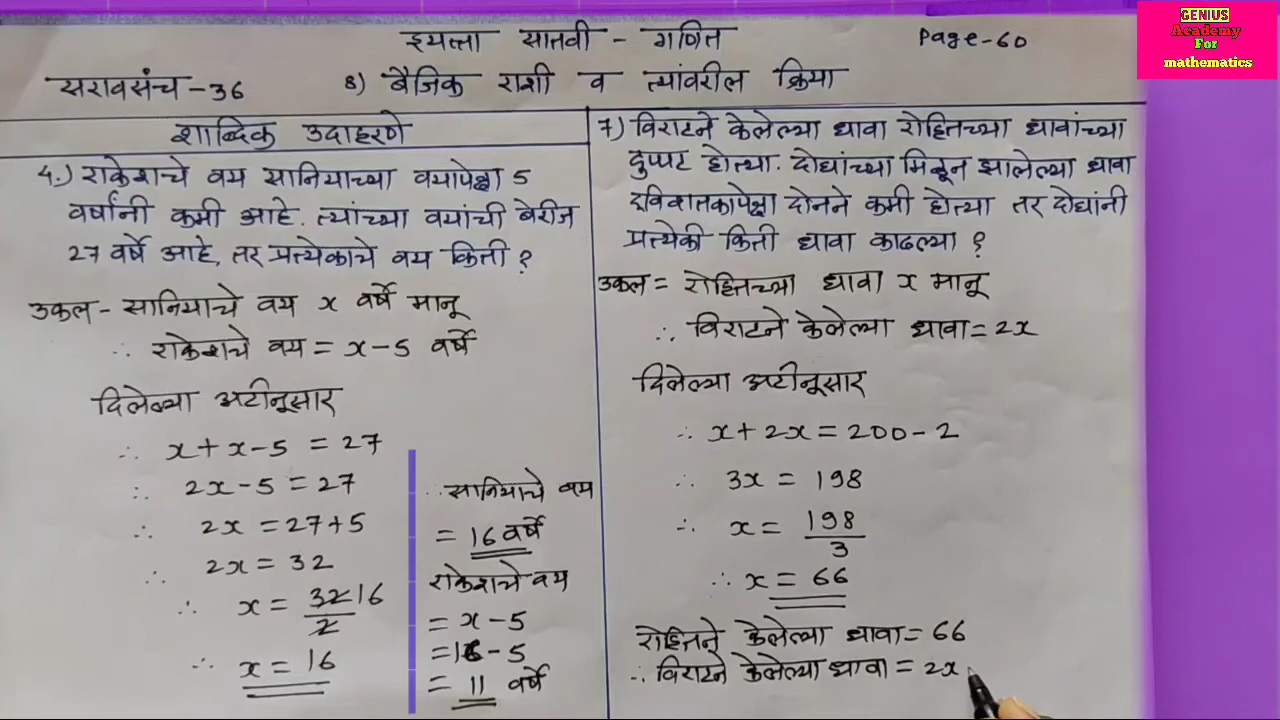 इयत्ता सातवी - गणित
Page-60
GENIUS
Academy
For
mathematics
सरावसंच -36
8) बैजिक राशी व त्यांवरील क्रिया
शाब्दिक उदाहरणे
4.) राकेशचे वय सानियाच्या वयापेक्षा 5
वर्षांनी कमी आहे. त्यांच्या वयांची बेरीज
27 वर्षे आहे, तर प्रत्येकाचे वय किती ?
उकल - सानियाचे वय x वर्षे मानू
∴ राकेशचे वय = x-5 वर्षे
दिलेल्या अटीनूसार
∴ x + x - 5 = 27
∴ 2x - 5 = 27
∴ 2x = 27+5
∴ 2x = 32
∴ x = 32 16
2
∴ x = 16
∴ सानियाचे वय
= 16 वर्षे
राकेशचे वय
= x - 5
= 16 - 5
= 11 वर्षे
7) विराटने केलेल्या धावा रोहितच्या धावांच्या
दुप्पट होत्या. दोघांच्या मिळून झालेल्या धावा
द्विशतकापेक्षा दोनने कमी होत्या तर दोघांनी
प्रत्येकी किती धावा काढल्या ?
उकल = रोहितच्या धावा x मानू
∴ विराटने केलेल्या धावा = 2x
दिलेल्या अटीनूसार
∴ x + 2x = 200 - 2
∴ 3x = 198
∴ x = 198
3
∴ x = 66
रोहितने केलेल्या धावा = 66
∴ विराटने केलेल्या धावा = 2x